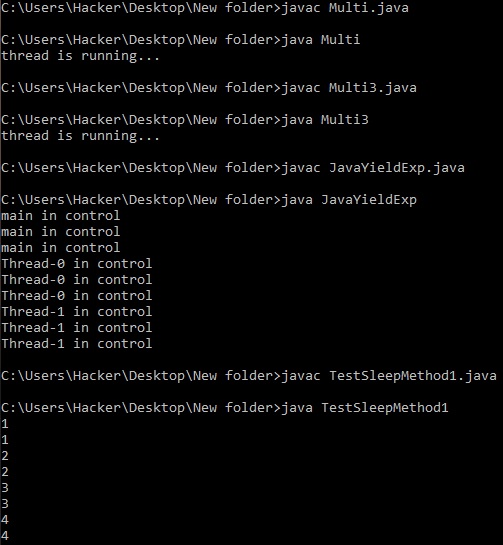 C:\Users\Hacker\Desktop\New folder>javac Multi.java
C:\Users\Hacker\Desktop\New folder>java Multi
thread is running...
C:\Users\Hacker\Desktop\New folder>javac Multi3.java
C:\Users\Hacker\Desktop\New folder>java Multi3
thread is running...
C:\Users\Hacker\Desktop\New folder>javac JavaYieldExp.java
C:\Users\Hacker\Desktop\New folder>java JavaYieldExp
main in control
main in control
main in control
Thread-0 in control
Thread-0 in control
Thread-0 in control
Thread-1 in control
Thread-1 in control
Thread-1 in control
C:\Users\Hacker\Desktop\New folder>javac TestSleepMethod1.java
C:\Users\Hacker\Desktop\New folder>java TestSleepMethod1
1
1
2
2
3
3
4
4